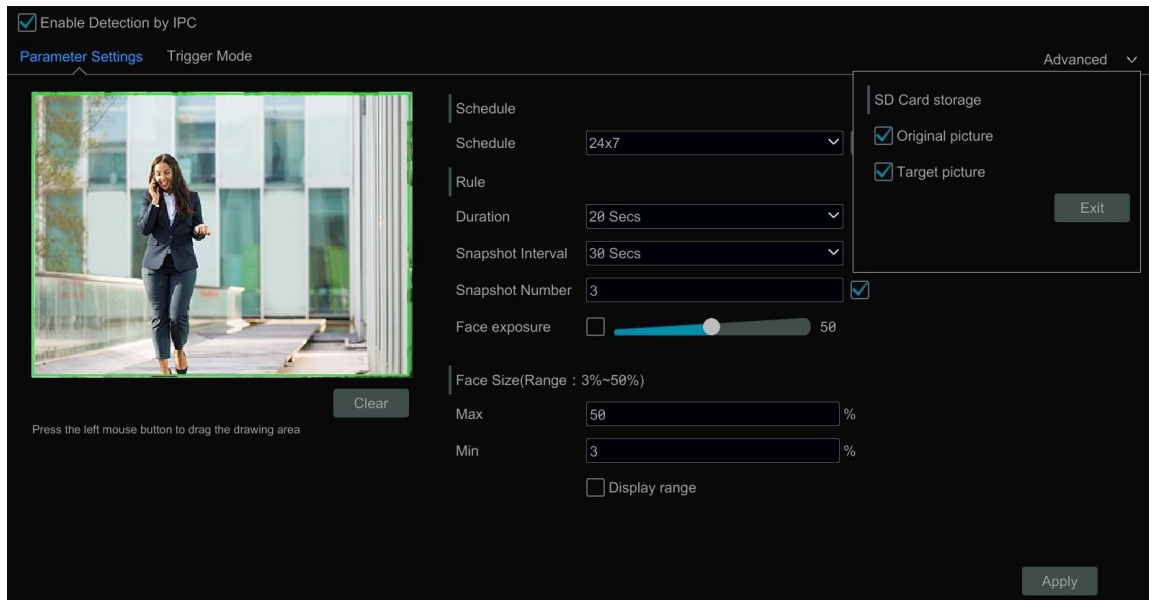 Enable Detection by IPC
Parameter Settings Trigger Mode Advanced
SD Card storage
Original picture
Target picture
Exit
Schedule
Schedule 24x7
Rule
Duration 20 Secs
Snapshot Interval 30 Secs
Snapshot Number 3
Face exposure 50
Face Size(Range : 3%~50%)
Max 50 %
Min 3 %
Display range
Clear
Press the left mouse button to drag the drawing area
Apply